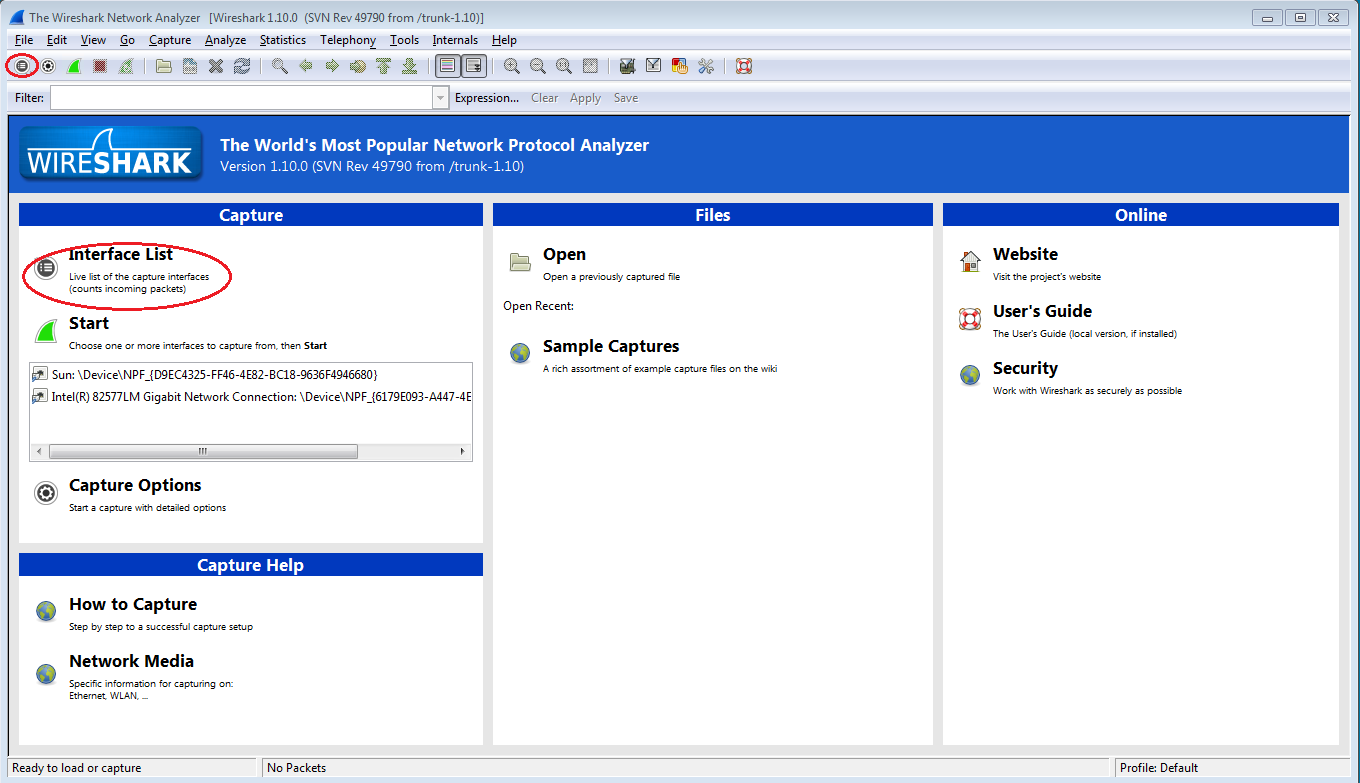 The Wireshark Network Analyzer [Wireshark 1.10.0 (SVN Rev 49790 from /trunk-1.10)]
File Edit View Go Capture Analyze Statistics Telephony Tools Internals Help
Filter: Expression... Clear Apply Save
WIRESHARK
The World's Most Popular Network Protocol Analyzer
Version 1.10.0 (SVN Rev 49790 from /trunk-1.10)
Capture
Interface List
Live list of the capture interfaces
(counts incoming packets)
Start
Choose one or more interfaces to capture from, then Start
Sun: \Device\NPF_{D9EC4325-FF46-4E82-BC18-9636F4946680}
Intel(R) 82577LM Gigabit Network Connection: \Device\NPF_{6179E093-A447-4E
Capture Options
Start a capture with detailed options
Capture Help
How to Capture
Step by step to a successful capture setup
Network Media
Specific information for capturing on:
Ethernet, WLAN, ...
Files
Open
Open a previously captured file
Open Recent:
Sample Captures
A rich assortment of example capture files on the wiki
Online
Website
Visit the project's website
User's Guide
The User's Guide (local version, if installed)
Security
Work with Wireshark as securely as possible
Ready to load or capture
No Packets
Profile: Default